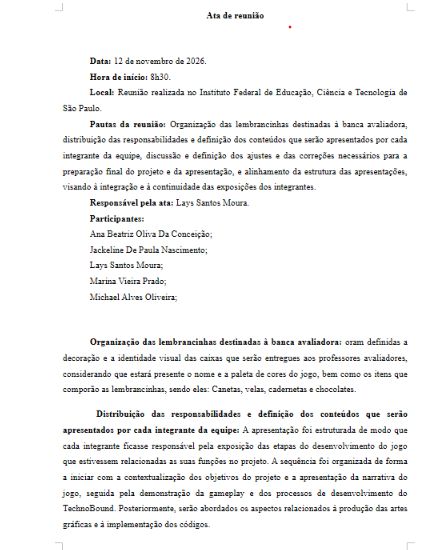 Ata de reunião
Data: 12 de novembro de 2026.
Hora de início: 8h30.
Local: Reunião realizada no Instituto Federal de Educação, Ciência e Tecnologia de
São Paulo.
Pautas da reunião: Organização das lembrancinhas destinadas à banca avaliadora,
distribuição das responsabilidades e definição dos conteúdos que serão apresentados por cada
integrante da equipe, discussão e definição dos ajustes e das correções necessários para a
preparação final do projeto e da apresentação, e alinhamento da estrutura das apresentações,
visando à integração e à continuidade das exposições dos integrantes.
Responsável pela ata: Lays Santos Moura.
Participantes:
Ana Beatriz Oliva Da Conceição;
Jackeline De Paula Nascimento;
Lays Santos Moura;
Marina Vieira Prado;
Michael Alves Oliveira;
Organização das lembrancinhas destinadas à banca avaliadora: oram definidas a
decoração e a identidade visual das caixas que serão entregues aos professores avaliadores,
considerando que estará presente o nome e a paleta de cores do jogo, bem como os itens que
comporão as lembrancinhas, sendo eles: Canetas, velas, cadernetas e chocolates.
Distribuição das responsabilidades e definição dos conteúdos que serão
apresentados por cada integrante da equipe: A apresentação foi estruturada de modo que
cada integrante ficasse responsável pela exposição das etapas do desenvolvimento do jogo
que estivessem relacionadas as suas funções no projeto. A sequência foi organizada de forma
a iniciar com a contextualização dos objetivos do projeto e a apresentação da narrativa do
jogo, seguida pela demonstração da gameplay e dos processos de desenvolvimento do
TechnoBound. Posteriormente, serão abordados os aspectos relacionados à produção das artes
gráficas e à implementação dos códigos.